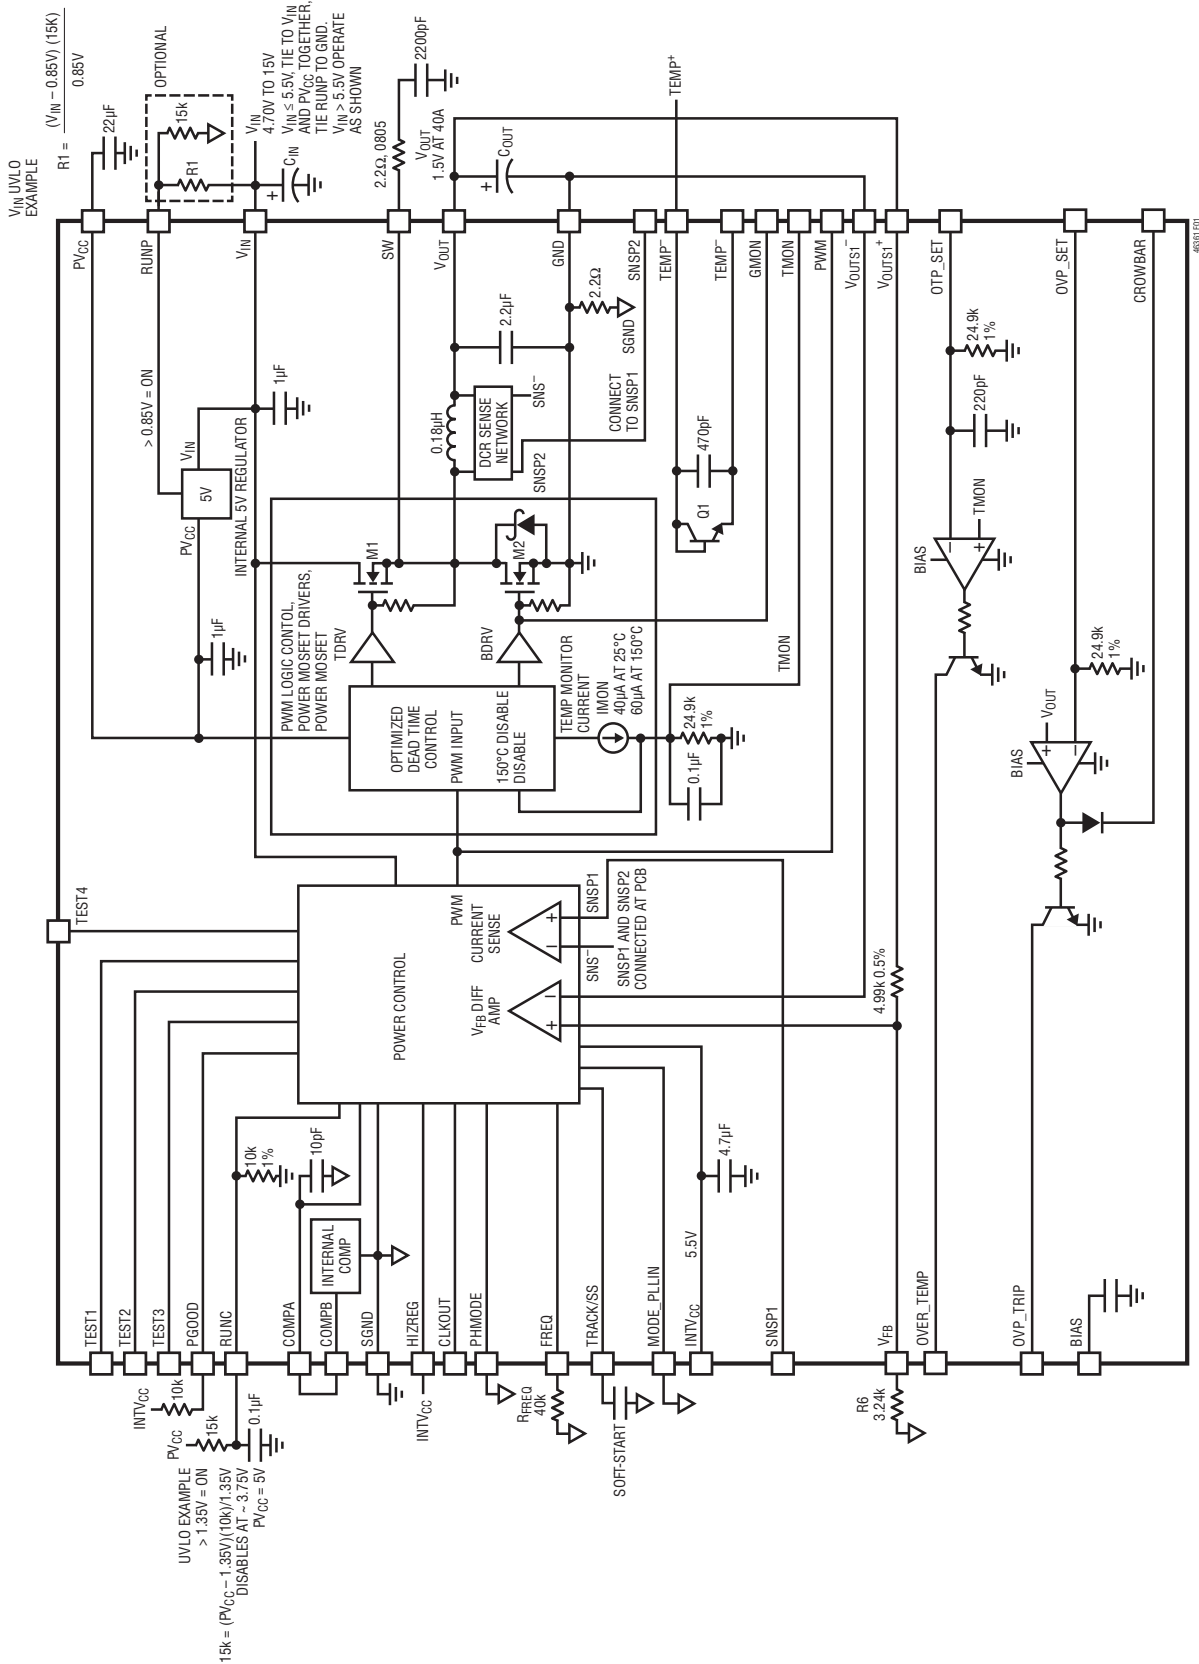 VIN UVLO
EXAMPLE
R1 = (VIN – 0.85V) (15K)
0.85V
22µF
OPTIONAL
15k
R1
VIN
4.70V TO 15V
VIN ≤ 5.5V, TIE TO VIN
AND PVCC TOGETHER,
TIE RUNP TO GND.
VIN > 5.5V OPERATE
AS SHOWN
CIN
+
2.2Ω, 0805
2200pF
VOUT
1.5V AT 40A
+
COUT
TEMP+
PVCC
RUNP
VIN
SW
VOUT
GND
SNSP2
TEMP–
TEMP–
GMON
TMON
PWM
VOUTS1–
VOUTS1+
OTP_SET
OVP_SET
CROWBAR
46361 F01
> 0.85V = ON
VIN
5V
PVCC
INTERNAL 5V REGULATOR
1µF
1µF
0.18µH
2.2µF
DCR SENSE
NETWORK
SNS–
SNSP2
2.2Ω
SGND
CONNECT
TO SNSP1
470pF
Q1
PWM LOGIC CONTOL,
POWER MOSFET DRIVERS,
POWER MOSFET
TDRV
M1
BDRV
M2
OPTIMIZED
DEAD TIME
CONTROL
PWM INPUT
150°C DISABLE
DISABLE
TEMP MONITOR
CURRENT
IMON
40µA AT 25°C
60µA AT 150°C
TMON
24.9k
1%
0.1µF
24.9k
1%
220pF
BIAS
–
+
TMON
24.9k
1%
VOUT
BIAS
+
–
TEST4
POWER CONTROL
PWM
CURRENT
SENSE
+
–
SNSP1
SNS–
SNSP1 AND SNSP2
CONNECTED AT PCB
VFB DIFF
AMP
–
+
4.99k 0.5%
10k
1%
10pF
INTERNAL
COMP
4.7µF
5.5V
TEST1
TEST2
TEST3
PGOOD
RUNC
COMPA
COMPB
SGND
HIZREG
CLKOUT
PHMODE
FREQ
TRACK/SS
MODE_PLLIN
INTVCC
SNSP1
VFB
OVER_TEMP
OVP_TRIP
BIAS
INTVCC
10k
PVCC
15k
0.1µF
UVLO EXAMPLE
> 1.35V = ON
15k = (PVCC – 1.35V)(10k)/1.35V
DISABLES AT ~ 3.75V
PVCC = 5V
INTVCC
RFREQ
40k
SOFT-START
R6
3.24k